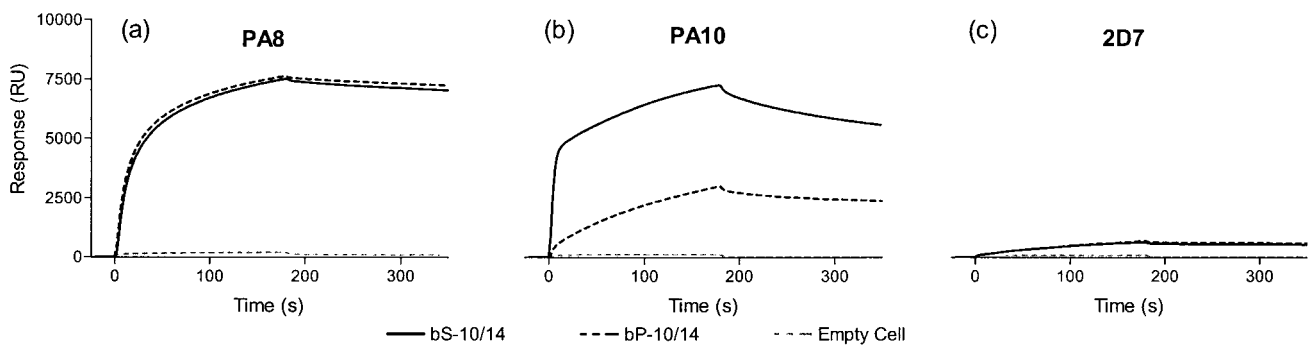 (a) PA8 (b) PA10 (c) 2D7
10000
7500
5000
2500
0
Response (RU)
0 100 200 300 0 100 200 300 0 100 200 300
Time (s) Time (s) Time (s)
bS-10/14 bP-10/14 Empty Cell